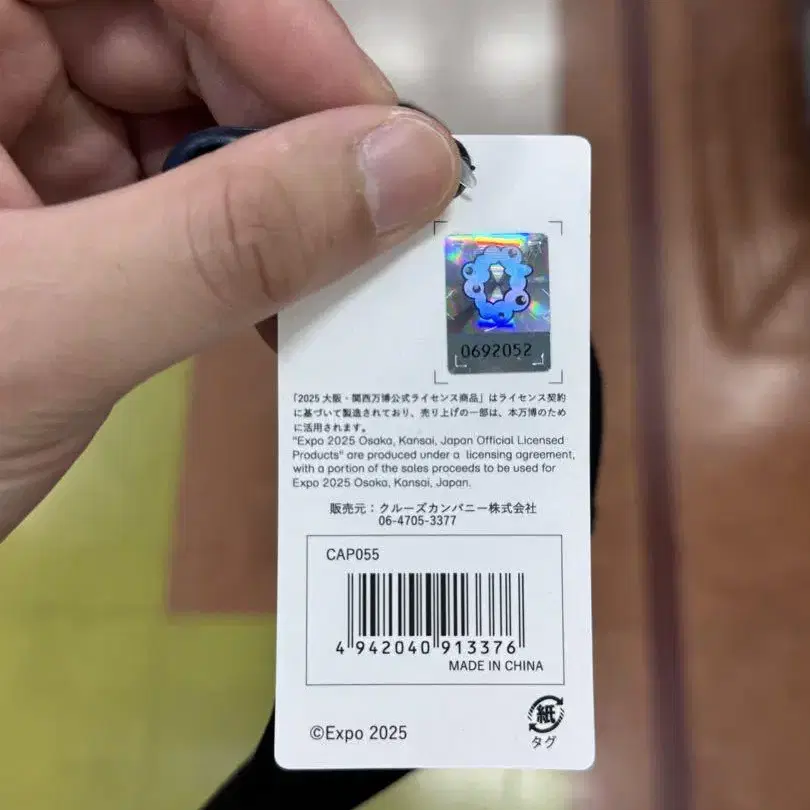 0692052
「2025 大阪・関西万博公式ライセンス商品」はライセンス契約
に基づいて製造されており、売り上げの一部は、本万博のため
に活用されます。
"Expo 2025 Osaka, Kansai, Japan Official Licensed
Products" are produced under a licensing agreement,
with a portion of the sales proceeds to be used for
Expo 2025 Osaka, Kansai, Japan.
販売元：クルーズカンパニー株式会社
06-4705-3377
CAP055
4 942040 913376
MADE IN CHINA
©Expo 2025
紙
タグ